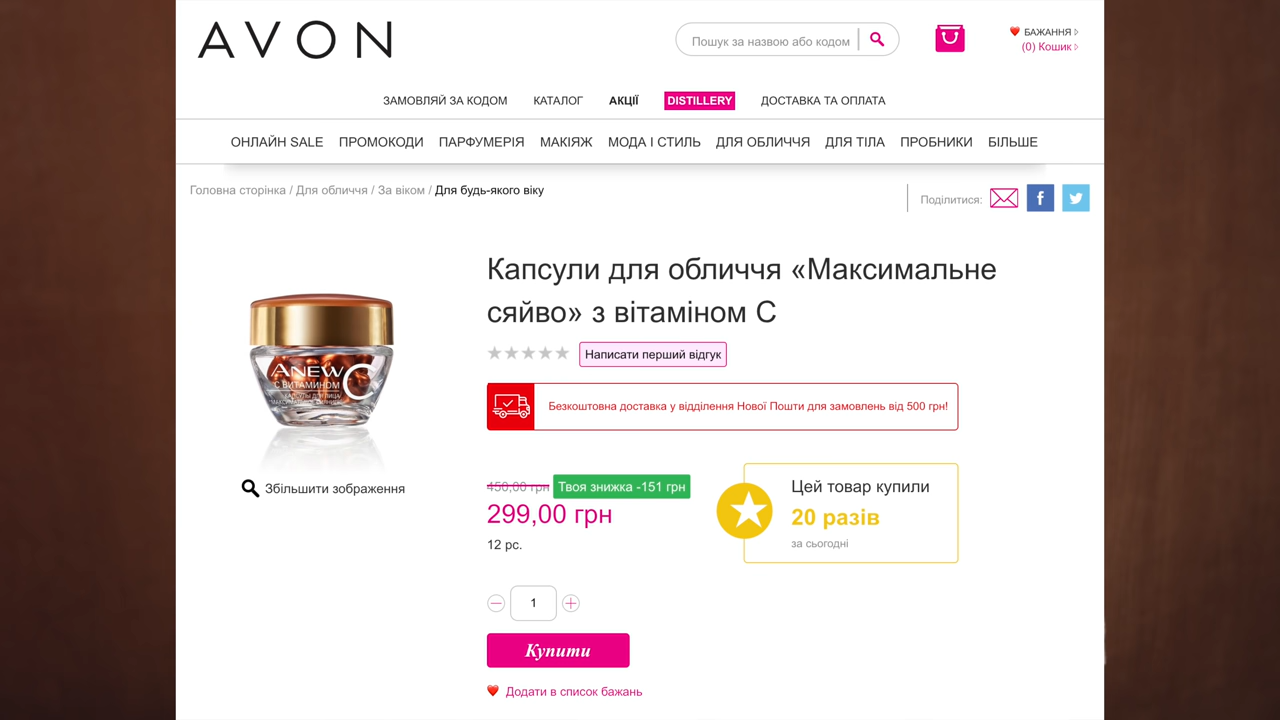 AVON
Пошук за назвою або кодом
БАЖАННЯ
(0) Кошик
ЗАМОВЛЯЙ ЗА КОДОМ КАТАЛОГ АКЦІЇ DISTILLERY ДОСТАВКА ТА ОПЛАТА
ОНЛАЙН SALE ПРОМОКОДИ ПАРФУМЕРІЯ МАКІЯЖ МОДА І СТИЛЬ ДЛЯ ОБЛИЧЧЯ ДЛЯ ТІЛА ПРОБНИКИ БІЛЬШЕ
Головна сторінка / Для обличчя / За віком / Для будь-якого віку
Поділитися:
Капсули для обличчя «Максимальне
сяйво» з вітаміном С
Написати перший відгук
Безкоштовна доставка у відділення Нової Пошти для замовлень від 500 грн!
ANEW C
С ВИТАМИНОМ
КАПСУЛЫ ДЛЯ ЛИЦА
Збільшити зображення
450,00 грн Твоя знижка -151 грн
299,00 грн
12 рс.
Цей товар купили
20 разів
за сьогодні
1
Купити
Додати в список бажань